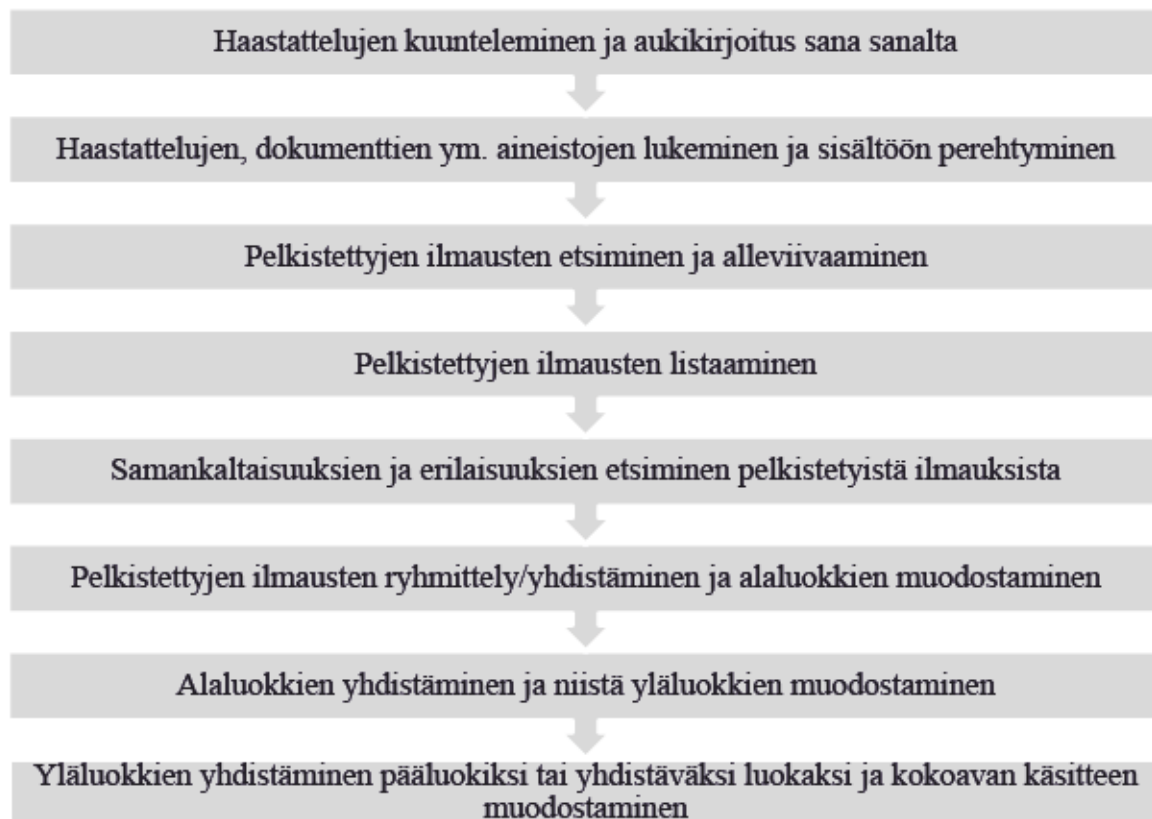 Haastattelujen kuunteleminen ja aukikirjoitus sana sanalta
Haastattelujen, dokumenttien ym. aineistojen lukeminen ja sisältöön perehtyminen
Pelkistettyjen ilmausten etsiminen ja alleviivaaminen
Pelkistettyjen ilmausten listaaminen
Samankaltaisuuksien ja erilaisuuksien etsiminen pelkistetyistä ilmauksista
Pelkistettyjen ilmausten ryhmittely/yhdistäminen ja alaluokkien muodostaminen
Alaluokkien yhdistäminen ja niistä yläluokkien muodostaminen
Yläluokkien yhdistäminen pääluokiksi tai yhdistäväksi luokaksi ja kokoavan käsitteen
muodostaminen